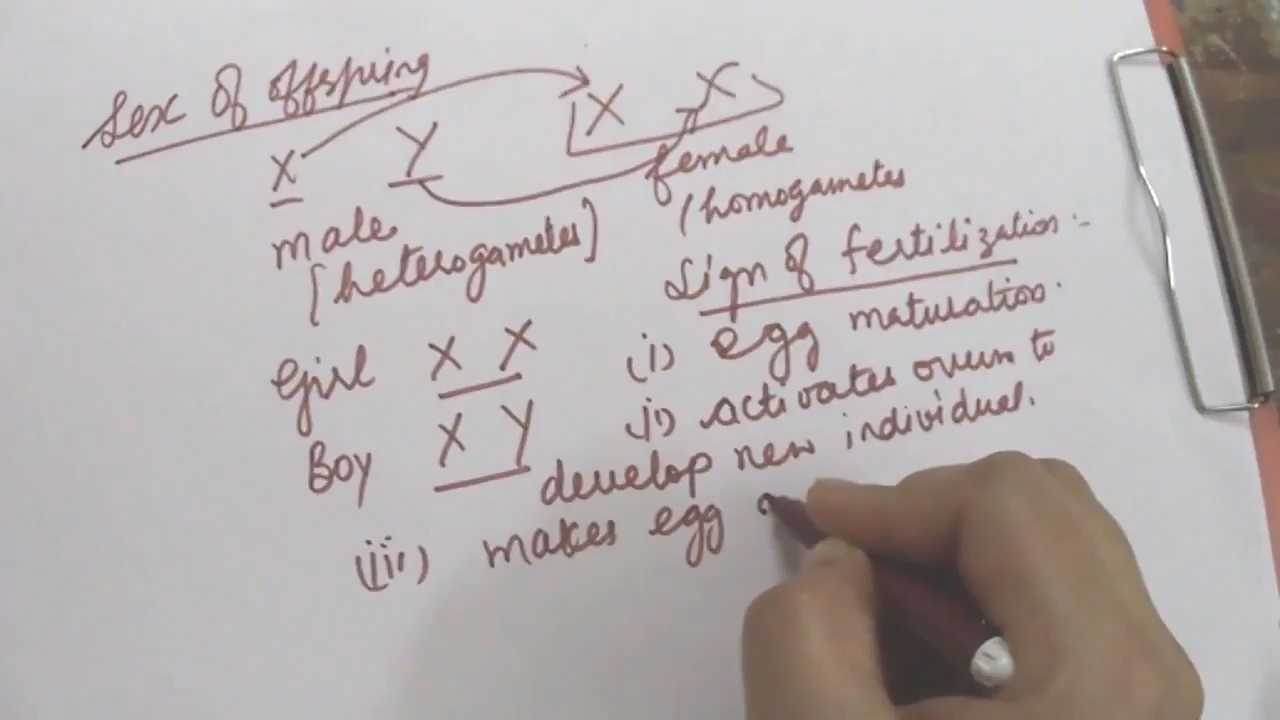 Sex of offspring
X Y X X
male female
[heterogametes] (homogametes
Sign of fertilization :-
Girl X X (i) egg maturation.
Boy X Y (ii) activates ovum to
develop new individual.
(iii) makes egg